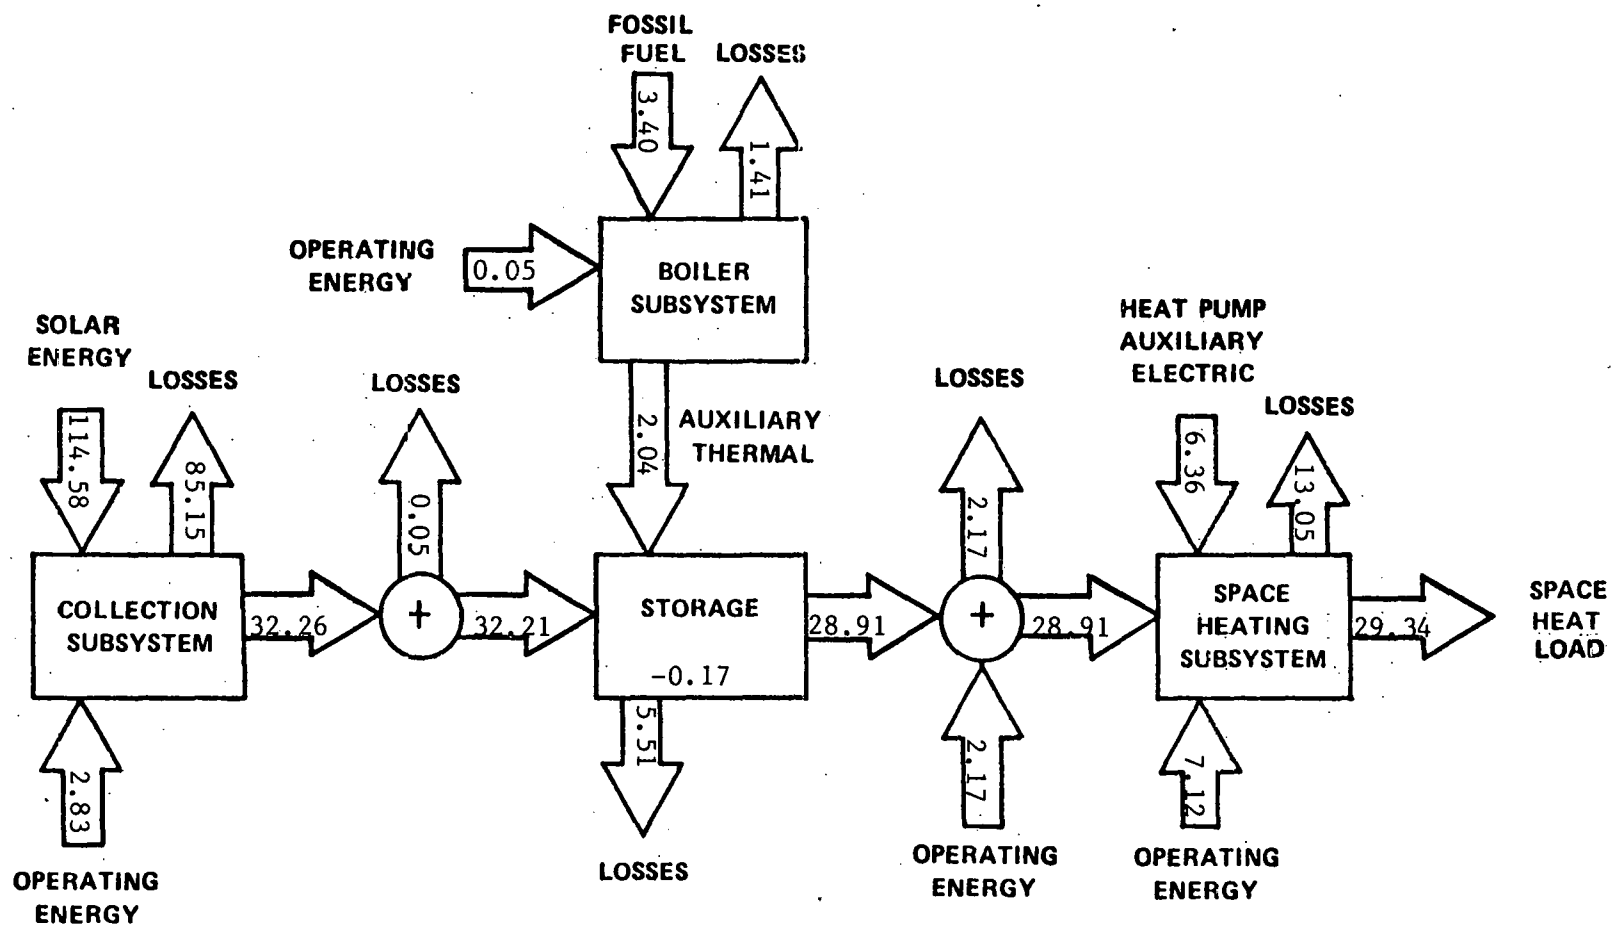 FOSSIL
FUEL
LOSSES
3.40
1.41
OPERATING
ENERGY
0.05
BOILER
SUBSYSTEM
HEAT PUMP
AUXILIARY
ELECTRIC
SOLAR
ENERGY
LOSSES
LOSSES
LOSSES
LOSSES
AUXILIARY
THERMAL
114.58
85.15
0.05
2.04
2.17
6.36
13.05
COLLECTION
SUBSYSTEM
32.26
+
32.21
STORAGE
-0.17
28.91
+
28.91
SPACE
HEATING
SUBSYSTEM
29.34
SPACE
HEAT
LOAD
2.83
5.51
2.17
7.12
OPERATING
ENERGY
LOSSES
OPERATING
ENERGY
OPERATING
ENERGY